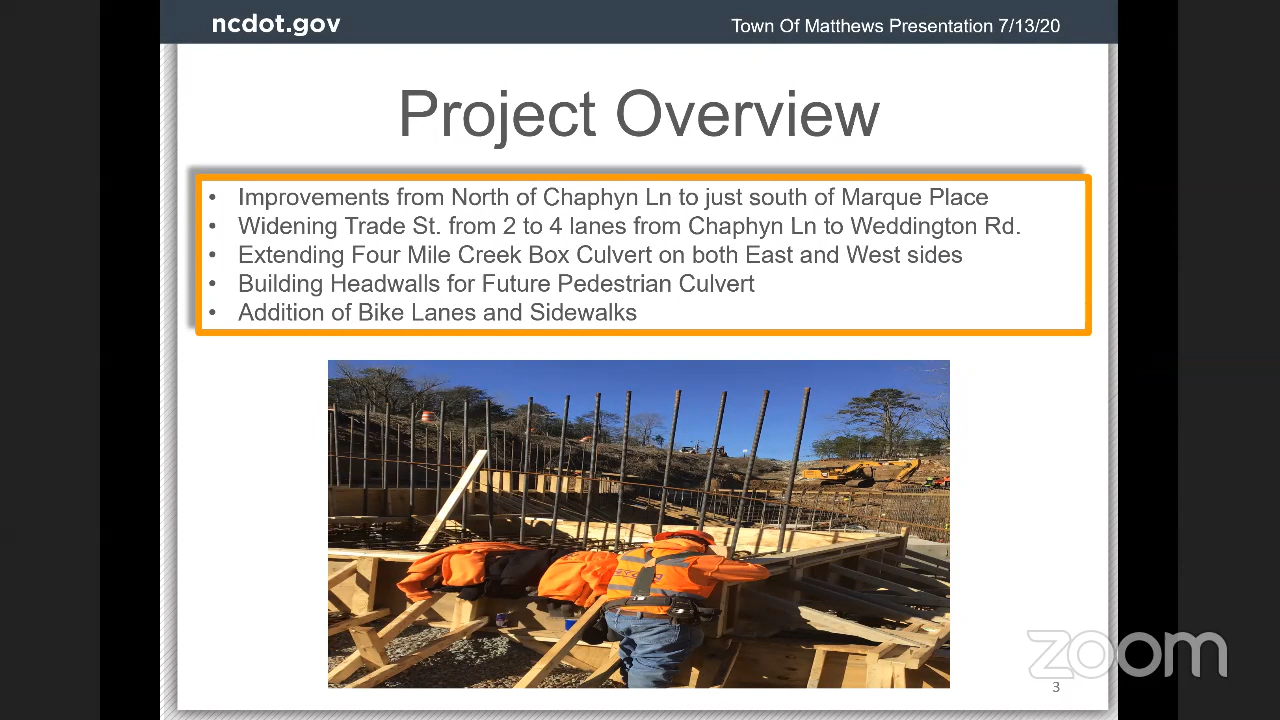 ncdot.gov
Town Of Matthews Presentation 7/13/20
Project Overview
• Improvements from North of Chaphyn Ln to just south of Marque Place
• Widening Trade St. from 2 to 4 lanes from Chaphyn Ln to Weddington Rd.
• Extending Four Mile Creek Box Culvert on both East and West sides
• Building Headwalls for Future Pedestrian Culvert
• Addition of Bike Lanes and Sidewalks
zoom
3